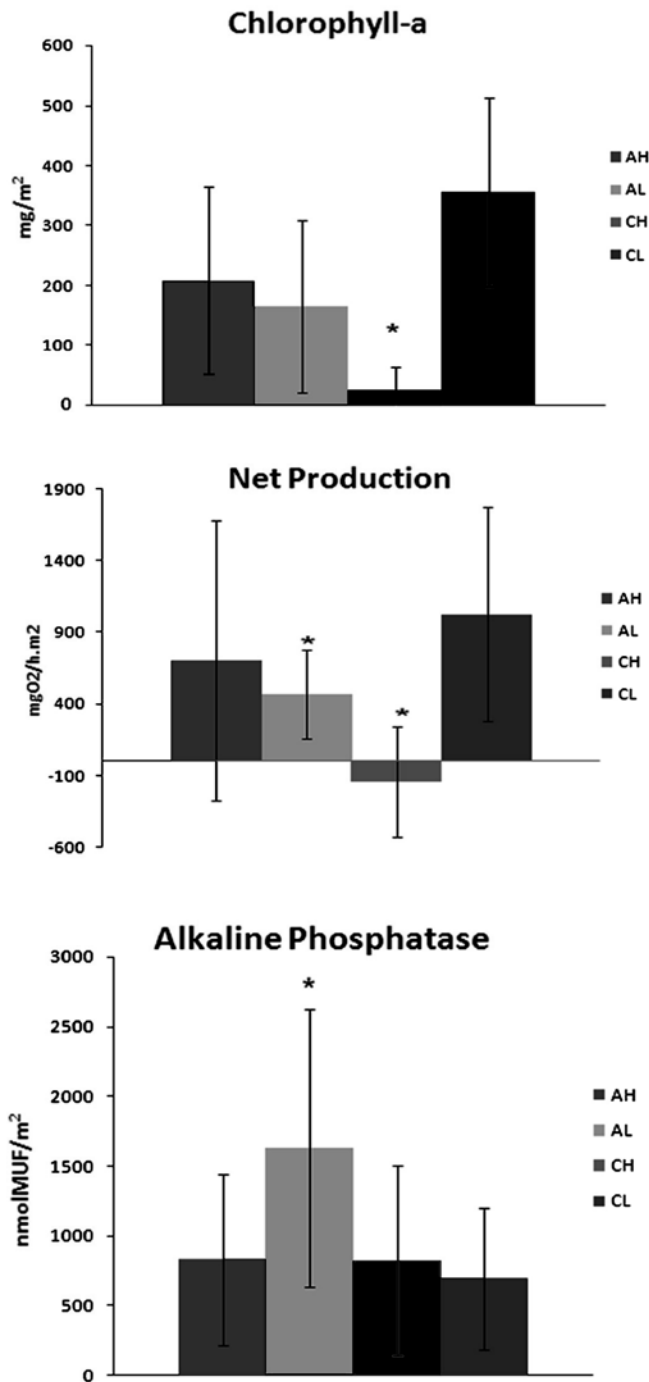 Chlorophyll-a
600
500
400
300
200
100
0
mg/m²
*
AH
AL
CH
CL
Net Production
1900
1400
900
400
-100
-600
mgO2/h.m2
*
*
AH
AL
CH
CL
Alkaline Phosphatase
3000
2500
2000
1500
1000
500
0
nmolMUF/m²
*
AH
AL
CH
CL